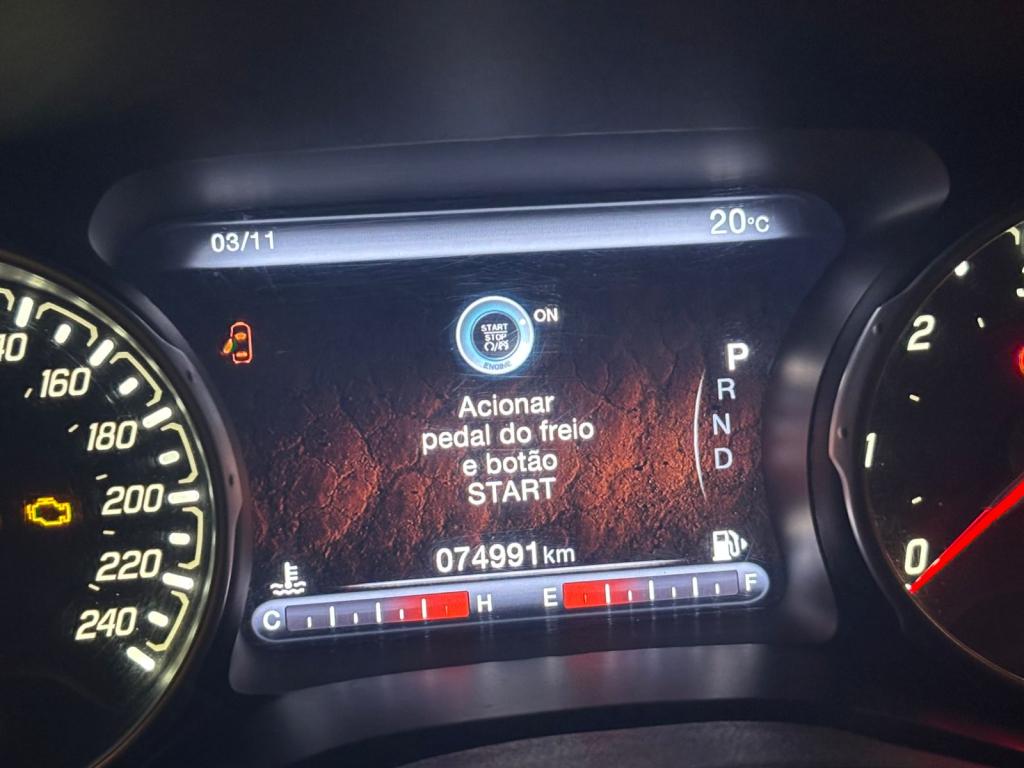 03/11
20°C
START
STOP
ENGINE
ON
Acionar
pedal do freio
e botão
START
P
R
N
D
074991km
C
H
E
F
160
180
200
220
240
2
1
0